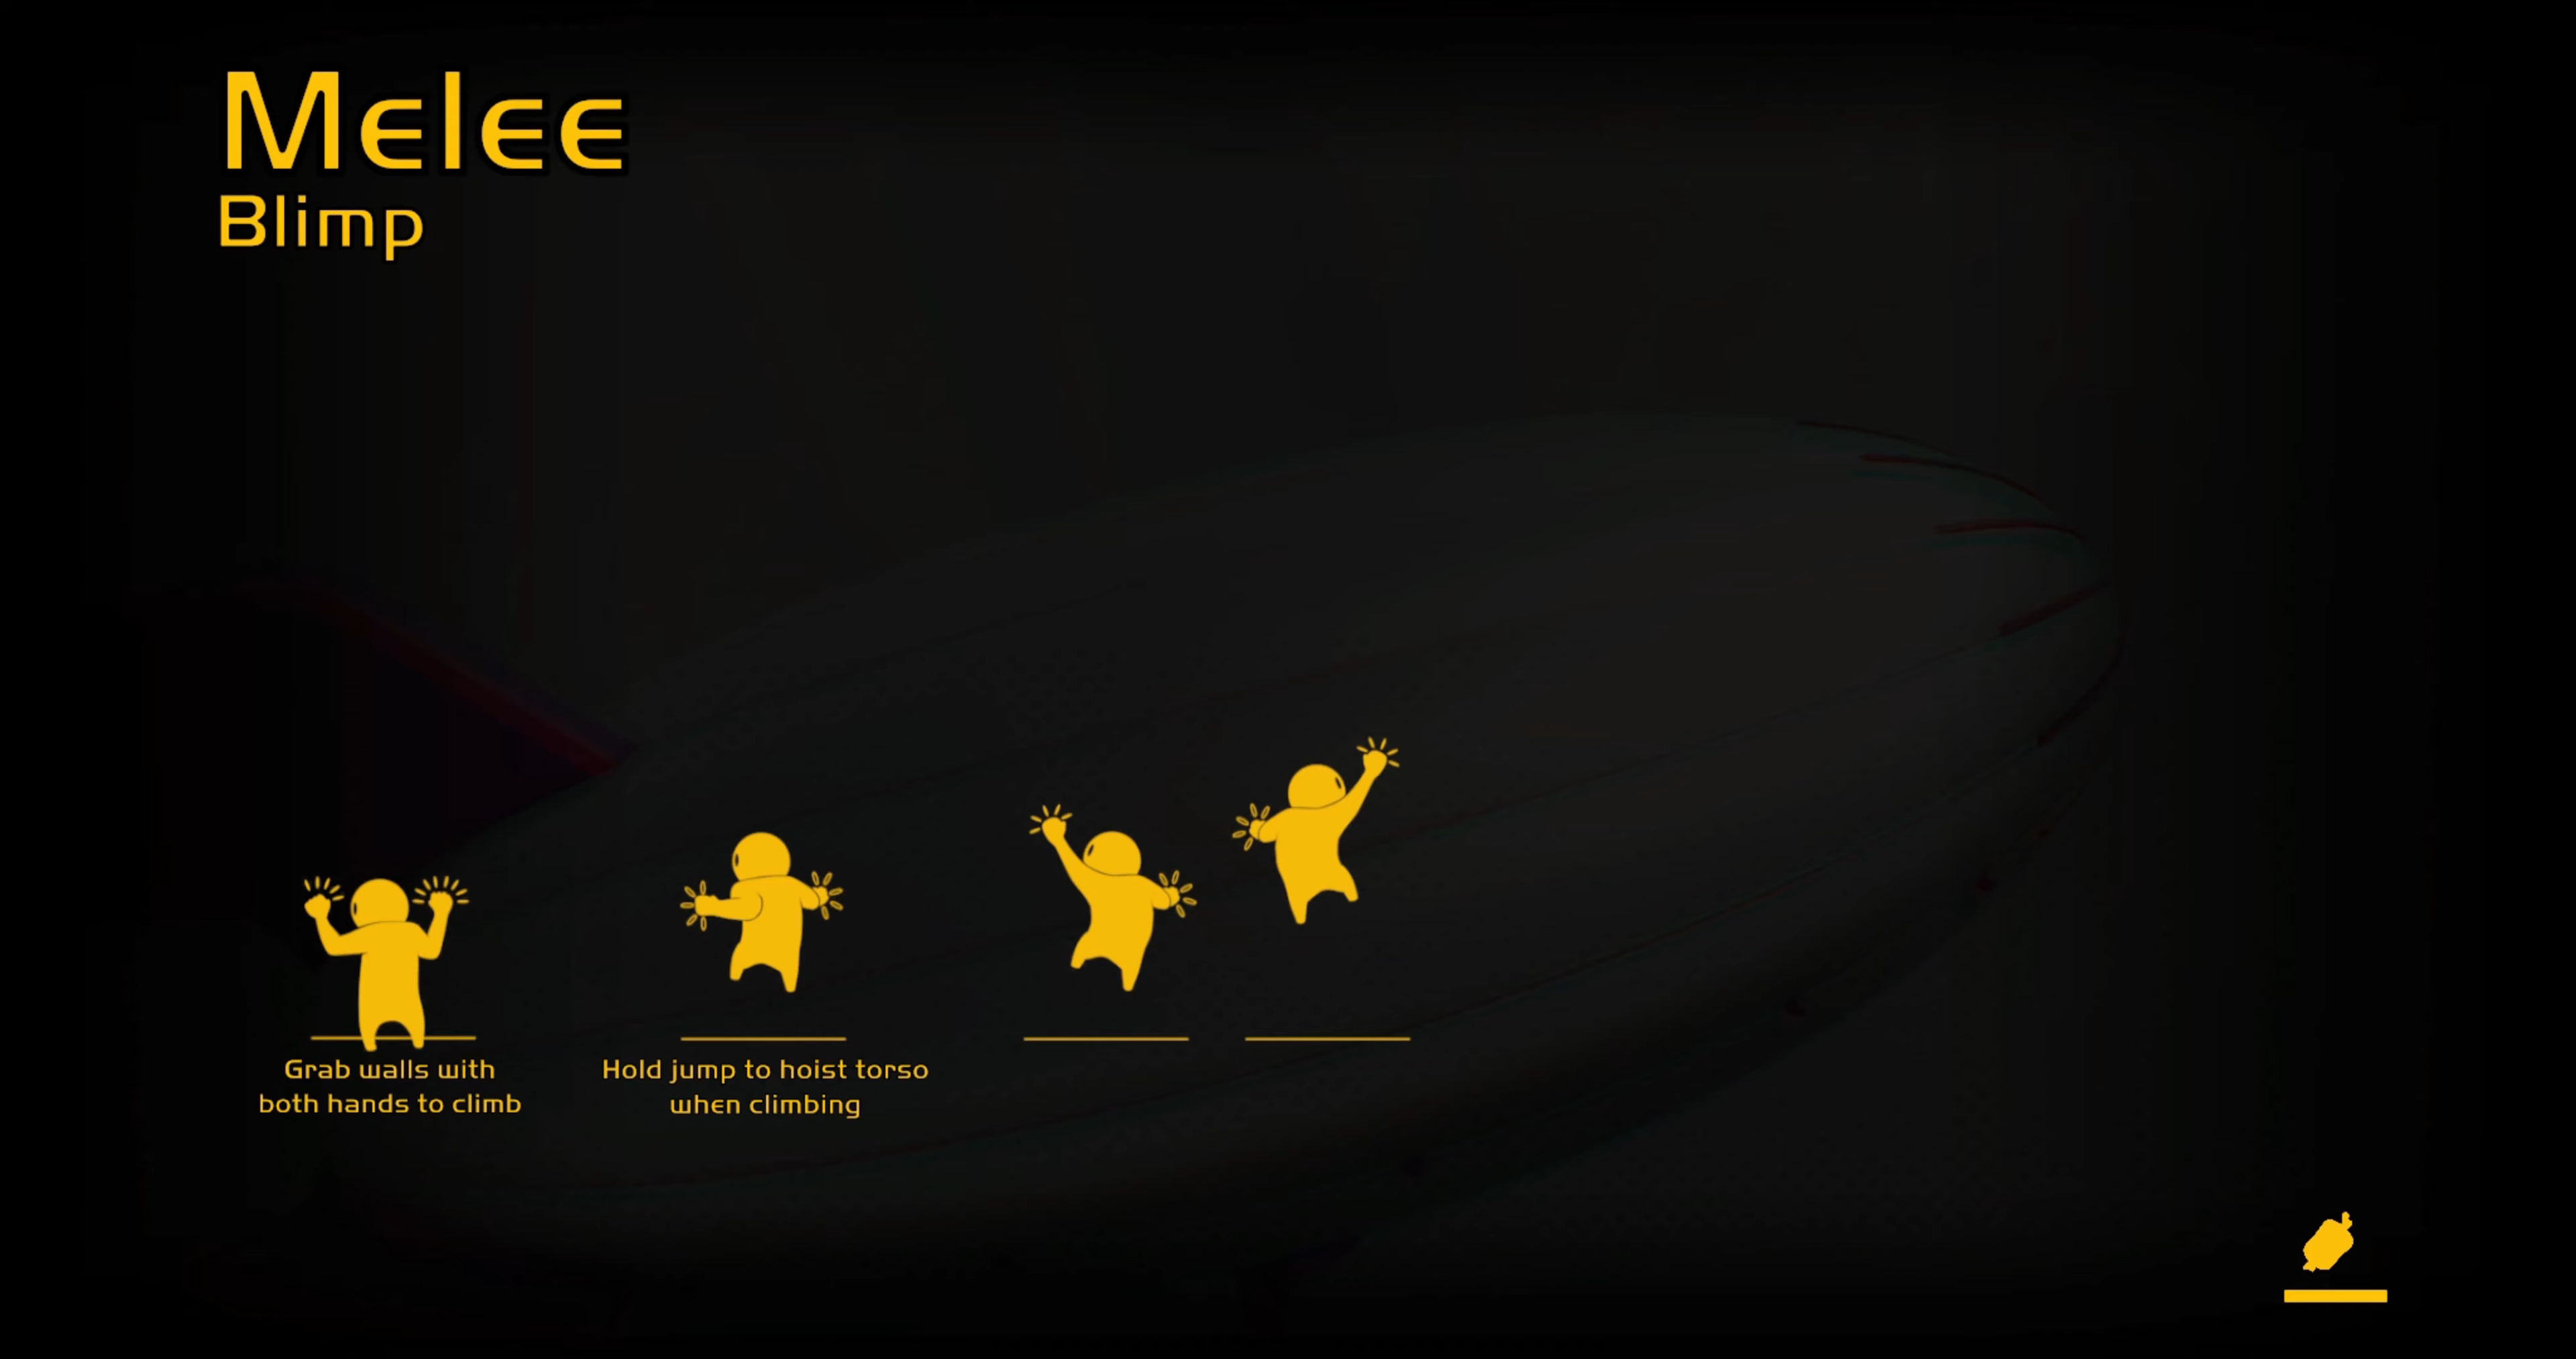 Melee
Blimp
Grab walls with
both hands to climb
Hold jump to hoist torso
when climbing